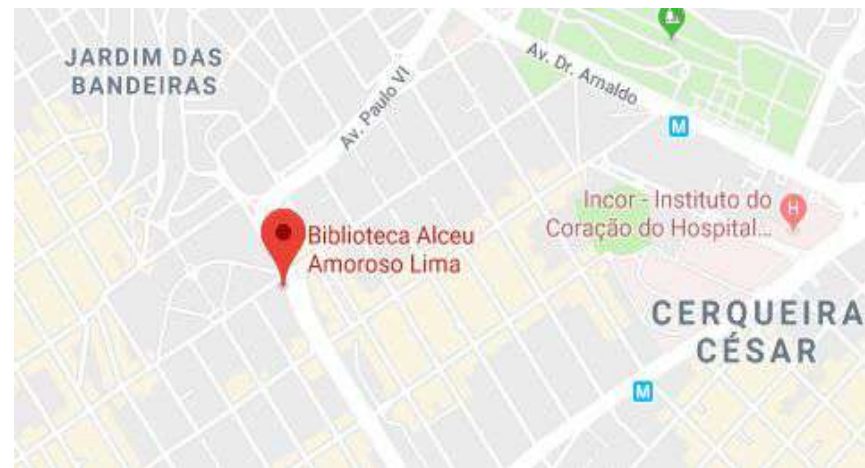 JARDIM DAS
BANDEIRAS
Av. Paulo VI
Av. Dr. Arnaldo
M
Incor - Instituto do
Coração do Hospital...
H
Biblioteca Alceu
Amoroso Lima
CERQUEIRA
CÉSAR
M